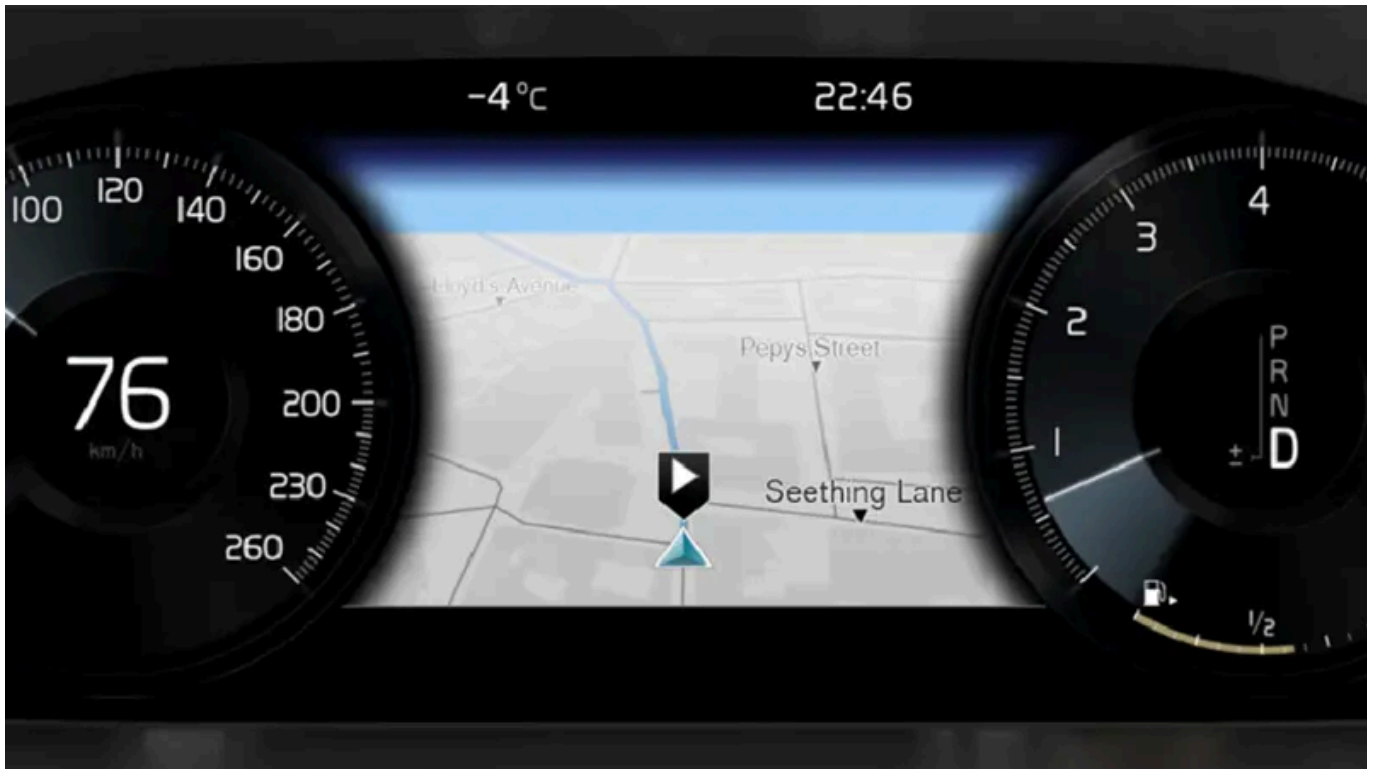 -4°C
22:46
100
120
140
160
180
200
230
260
76
km/h
Lloyd's Avenue
Pepys Street
Seething Lane
4
3
2
1
P
R
N
± D
1/2